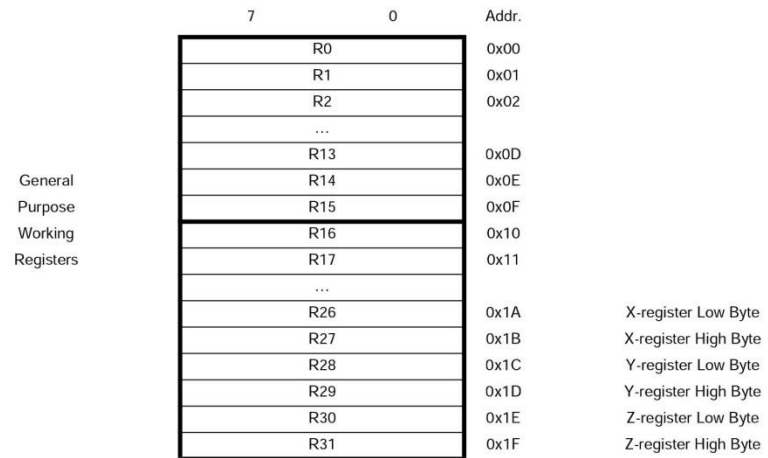 7 0 Addr.
R0 0x00
R1 0x01
R2 0x02
...
R13 0x0D
General R14 0x0E
Purpose R15 0x0F
Working R16 0x10
Registers R17 0x11
...
R26 0x1A X-register Low Byte
R27 0x1B X-register High Byte
R28 0x1C Y-register Low Byte
R29 0x1D Y-register High Byte
R30 0x1E Z-register Low Byte
R31 0x1F Z-register High Byte